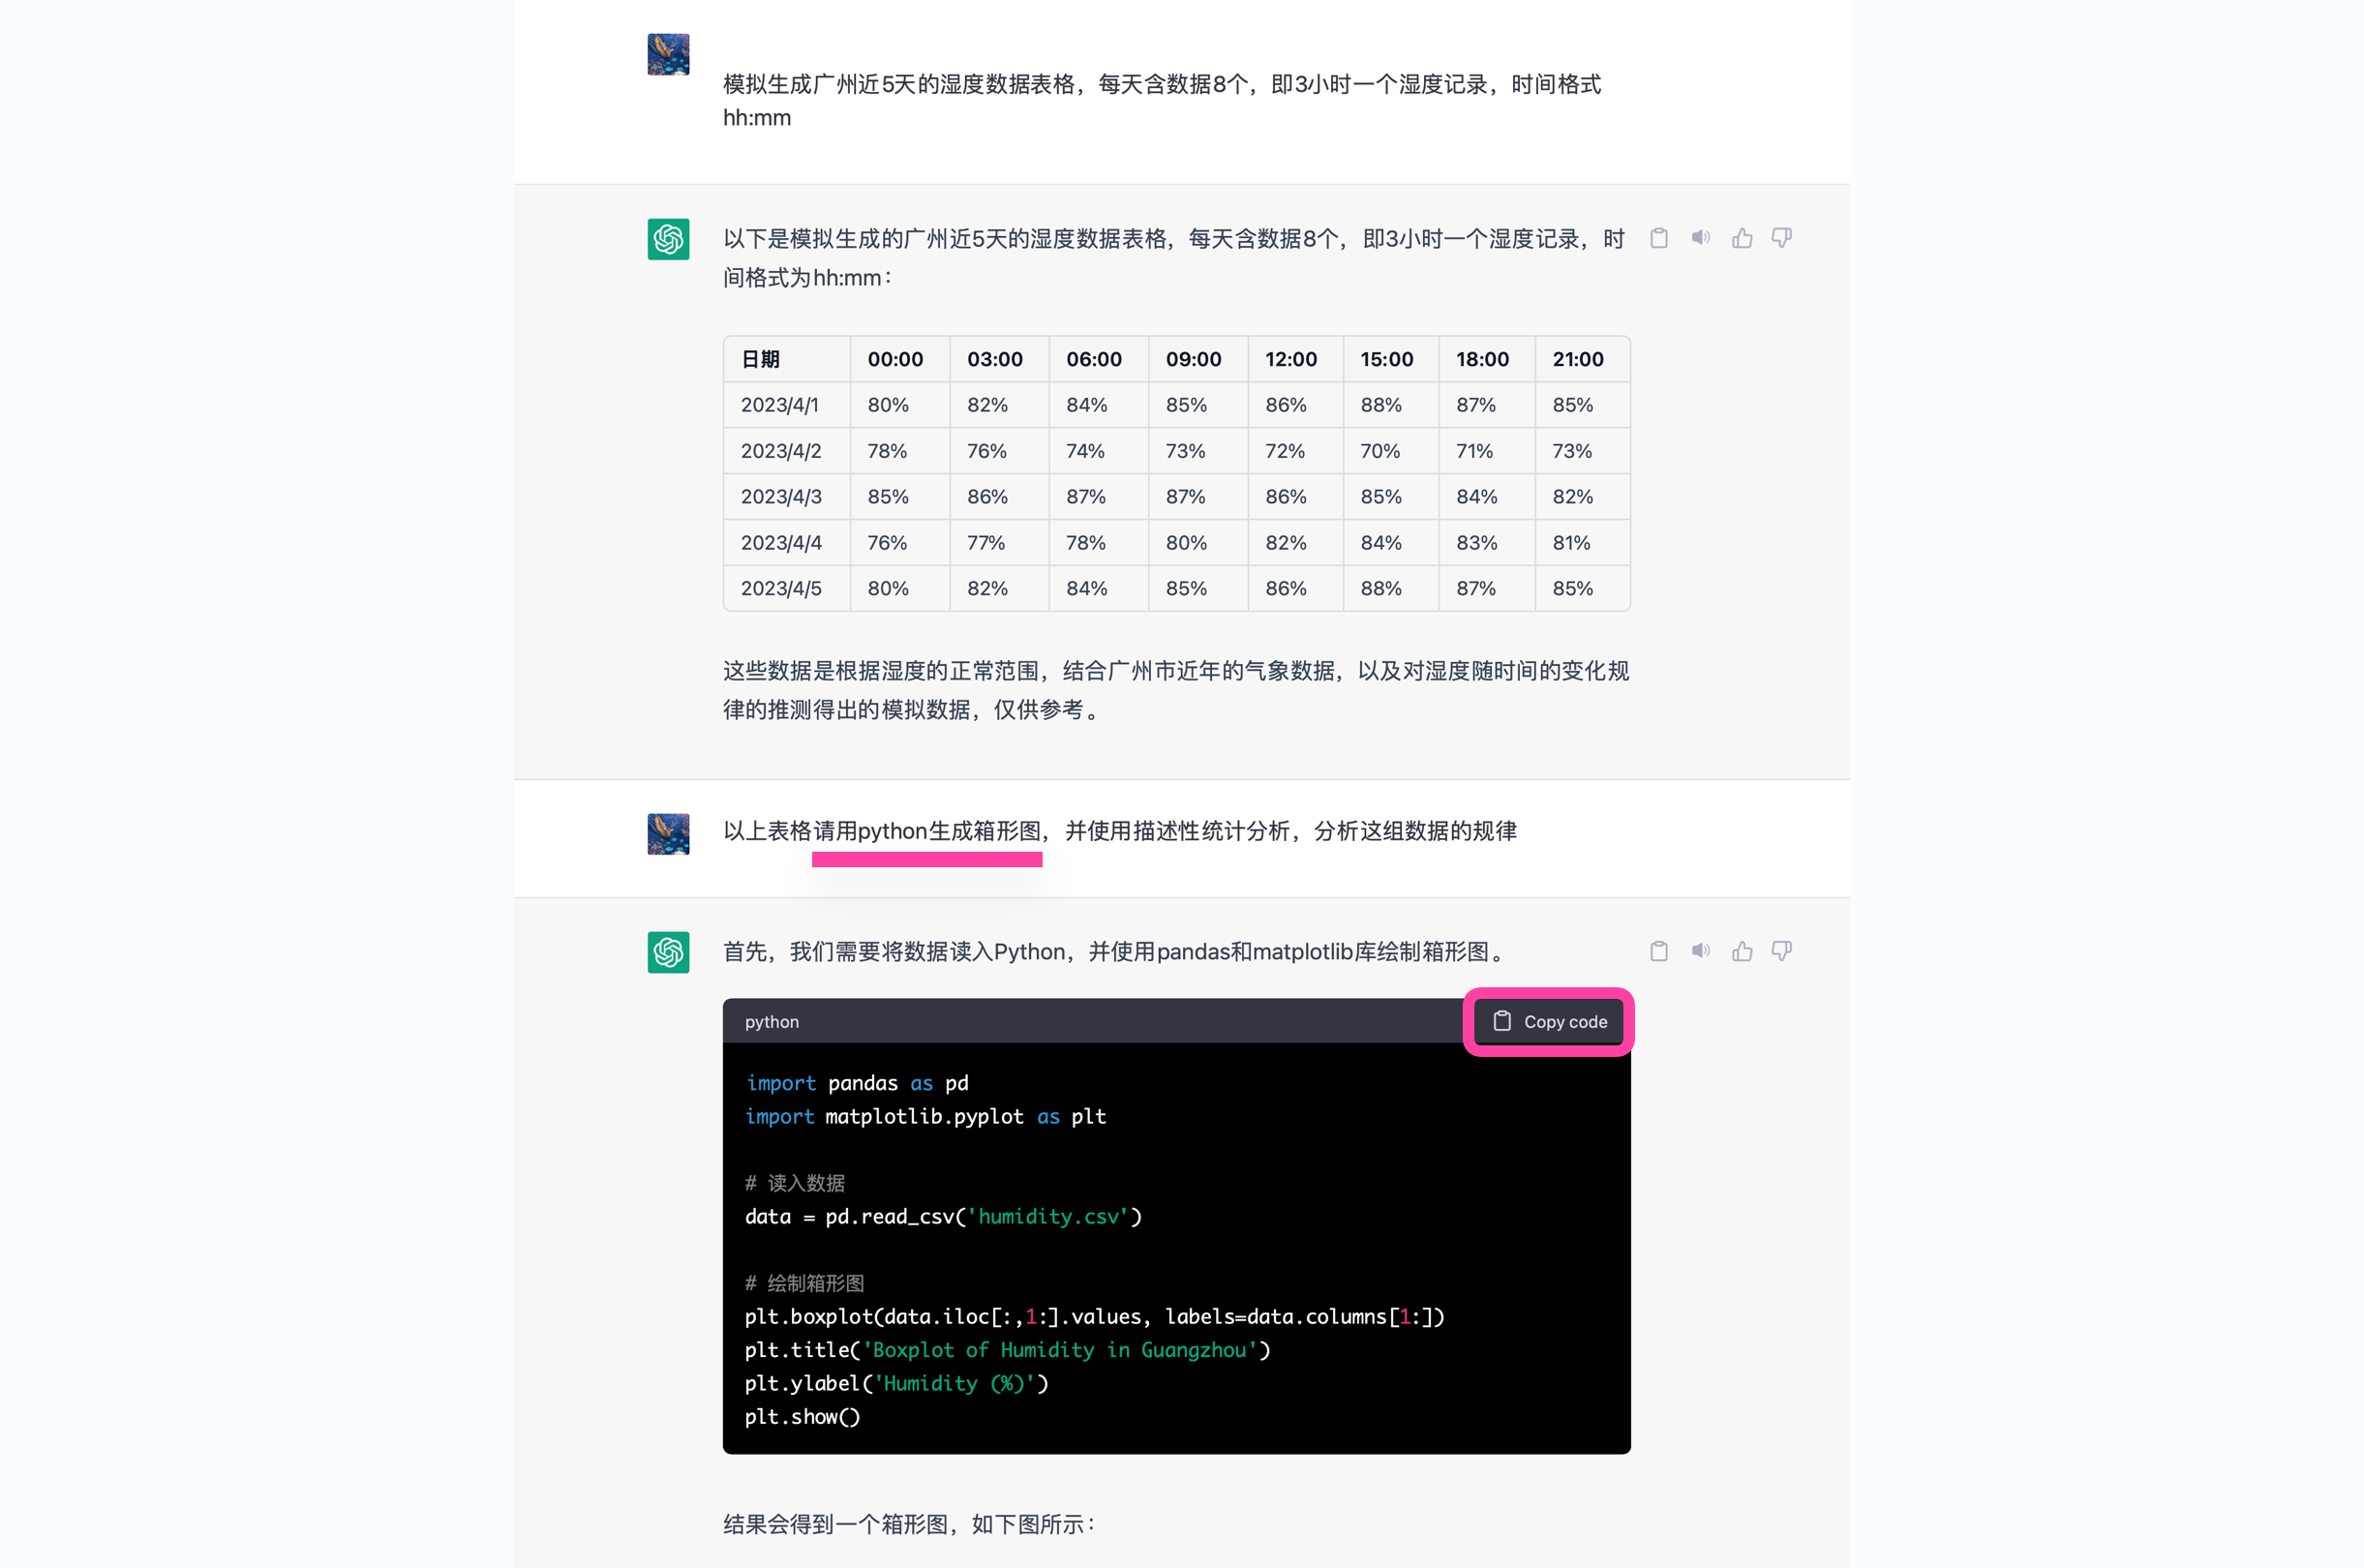 模拟生成广州近5天的湿度数据表格，每天含数据8个，即3小时一个湿度记录，时间格式
hh:mm
以下是模拟生成的广州近5天的湿度数据表格，每天含数据8个，即3小时一个湿度记录，时
间格式为hh:mm：
日期 00:00 03:00 06:00 09:00 12:00 15:00 18:00 21:00
2023/4/1 80% 82% 84% 85% 86% 88% 87% 85%
2023/4/2 78% 76% 74% 73% 72% 70% 71% 73%
2023/4/3 85% 86% 87% 87% 86% 85% 84% 82%
2023/4/4 76% 77% 78% 80% 82% 84% 83% 81%
2023/4/5 80% 82% 84% 85% 86% 88% 87% 85%
这些数据是根据湿度的正常范围，结合广州市近年的气象数据，以及对湿度随时间的变化规
律的推测得出的模拟数据，仅供参考。
以上表格请用python生成箱形图，并使用描述性统计分析，分析这组数据的规律
首先，我们需要将数据读入Python，并使用pandas和matplotlib库绘制箱形图。
python Copy code
import pandas as pd
import matplotlib.pyplot as plt
# 读入数据
data = pd.read_csv('humidity.csv')
# 绘制箱形图
plt.boxplot(data.iloc[:,1:].values, labels=data.columns[1:])
plt.title('Boxplot of Humidity in Guangzhou')
plt.ylabel('Humidity (%)')
plt.show()
结果会得到一个箱形图，如下图所示：